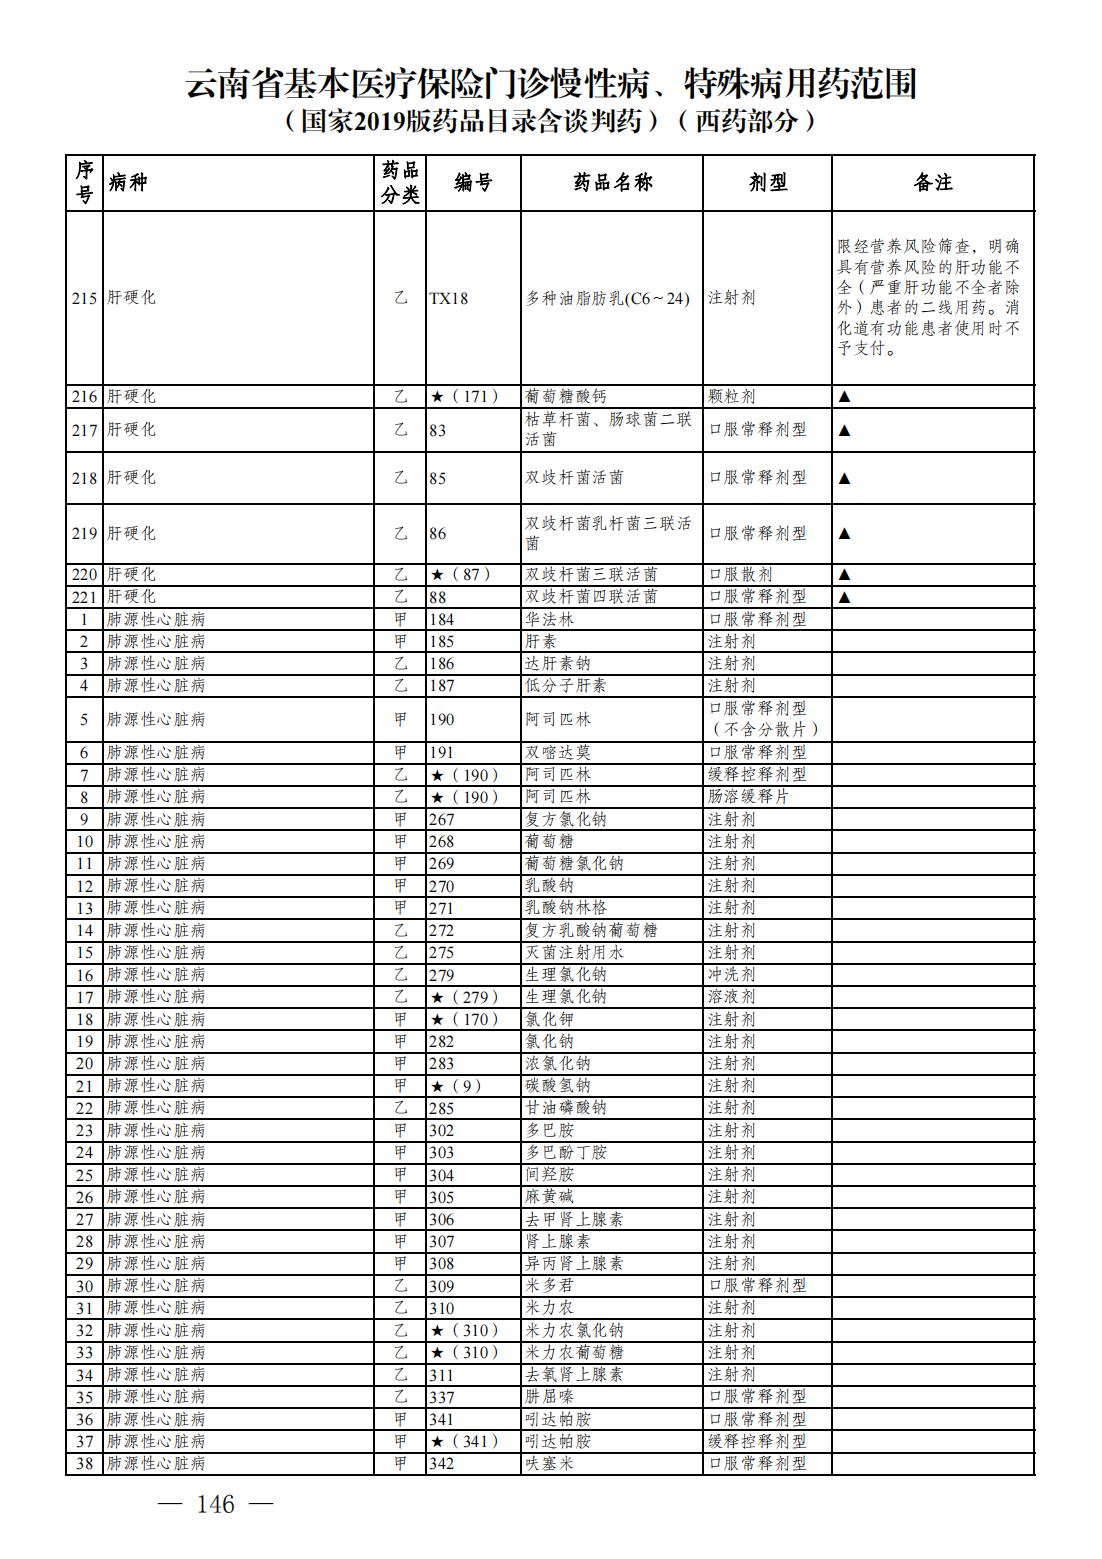 云南省基本医疗保险门诊慢性病、特殊病用药范围
（国家2019版药品目录含谈判药）（西药部分）
序号 病种 药品分类 编号 药品名称 剂型 备注
215 肝硬化 乙 TX18 多种油脂肪乳(C6～24) 注射剂 限经营养风险筛查，明确
具有营养风险的肝功能不
全（严重肝功能不全者除
外）患者的二线用药。消
化道有功能患者使用时不
予支付。
216 肝硬化 乙 ★（171） 葡萄糖酸钙 颗粒剂 ▲
217 肝硬化 乙 83 枯草杆菌、肠球菌二联
活菌 口服常释剂型 ▲
218 肝硬化 乙 85 双歧杆菌活菌 口服常释剂型 ▲
219 肝硬化 乙 86 双歧杆菌乳杆菌三联活
菌 口服常释剂型 ▲
220 肝硬化 乙 ★（87） 双歧杆菌三联活菌 口服散剂 ▲
221 肝硬化 乙 88 双歧杆菌四联活菌 口服常释剂型 ▲
1 肺源性心脏病 甲 184 华法林 口服常释剂型
2 肺源性心脏病 甲 185 肝素 注射剂
3 肺源性心脏病 乙 186 达肝素钠 注射剂
4 肺源性心脏病 乙 187 低分子肝素 注射剂
5 肺源性心脏病 甲 190 阿司匹林 口服常释剂型
（不含分散片）
6 肺源性心脏病 甲 191 双嘧达莫 口服常释剂型
7 肺源性心脏病 乙 ★（190） 阿司匹林 缓释控释剂型
8 肺源性心脏病 乙 ★（190） 阿司匹林 肠溶缓释片
9 肺源性心脏病 甲 267 复方氯化钠 注射剂
10 肺源性心脏病 甲 268 葡萄糖 注射剂
11 肺源性心脏病 甲 269 葡萄糖氯化钠 注射剂
12 肺源性心脏病 甲 270 乳酸钠 注射剂
13 肺源性心脏病 甲 271 乳酸钠林格 注射剂
14 肺源性心脏病 乙 272 复方乳酸钠葡萄糖 注射剂
15 肺源性心脏病 乙 275 灭菌注射用水 注射剂
16 肺源性心脏病 乙 279 生理氯化钠 冲洗剂
17 肺源性心脏病 乙 ★（279） 生理氯化钠 溶液剂
18 肺源性心脏病 甲 ★（170） 氯化钾 注射剂
19 肺源性心脏病 甲 282 氯化钠 注射剂
20 肺源性心脏病 甲 283 浓氯化钠 注射剂
21 肺源性心脏病 甲 ★（9） 碳酸氢钠 注射剂
22 肺源性心脏病 乙 285 甘油磷酸钠 注射剂
23 肺源性心脏病 甲 302 多巴胺 注射剂
24 肺源性心脏病 甲 303 多巴酚丁胺 注射剂
25 肺源性心脏病 甲 304 间羟胺 注射剂
26 肺源性心脏病 甲 305 麻黄碱 注射剂
27 肺源性心脏病 甲 306 去甲肾上腺素 注射剂
28 肺源性心脏病 甲 307 肾上腺素 注射剂
29 肺源性心脏病 甲 308 异丙肾上腺素 注射剂
30 肺源性心脏病 乙 309 米多君 口服常释剂型
31 肺源性心脏病 乙 310 米力农 注射剂
32 肺源性心脏病 乙 ★（310） 米力农氯化钠 注射剂
33 肺源性心脏病 乙 ★（310） 米力农葡萄糖 注射剂
34 肺源性心脏病 乙 311 去氧肾上腺素 注射剂
35 肺源性心脏病 乙 337 肼屈嗪 口服常释剂型
36 肺源性心脏病 甲 341 吲达帕胺 口服常释剂型
37 肺源性心脏病 甲 ★（341） 吲达帕胺 缓释控释剂型
38 肺源性心脏病 甲 342 呋塞米 口服常释剂型
— 146 —